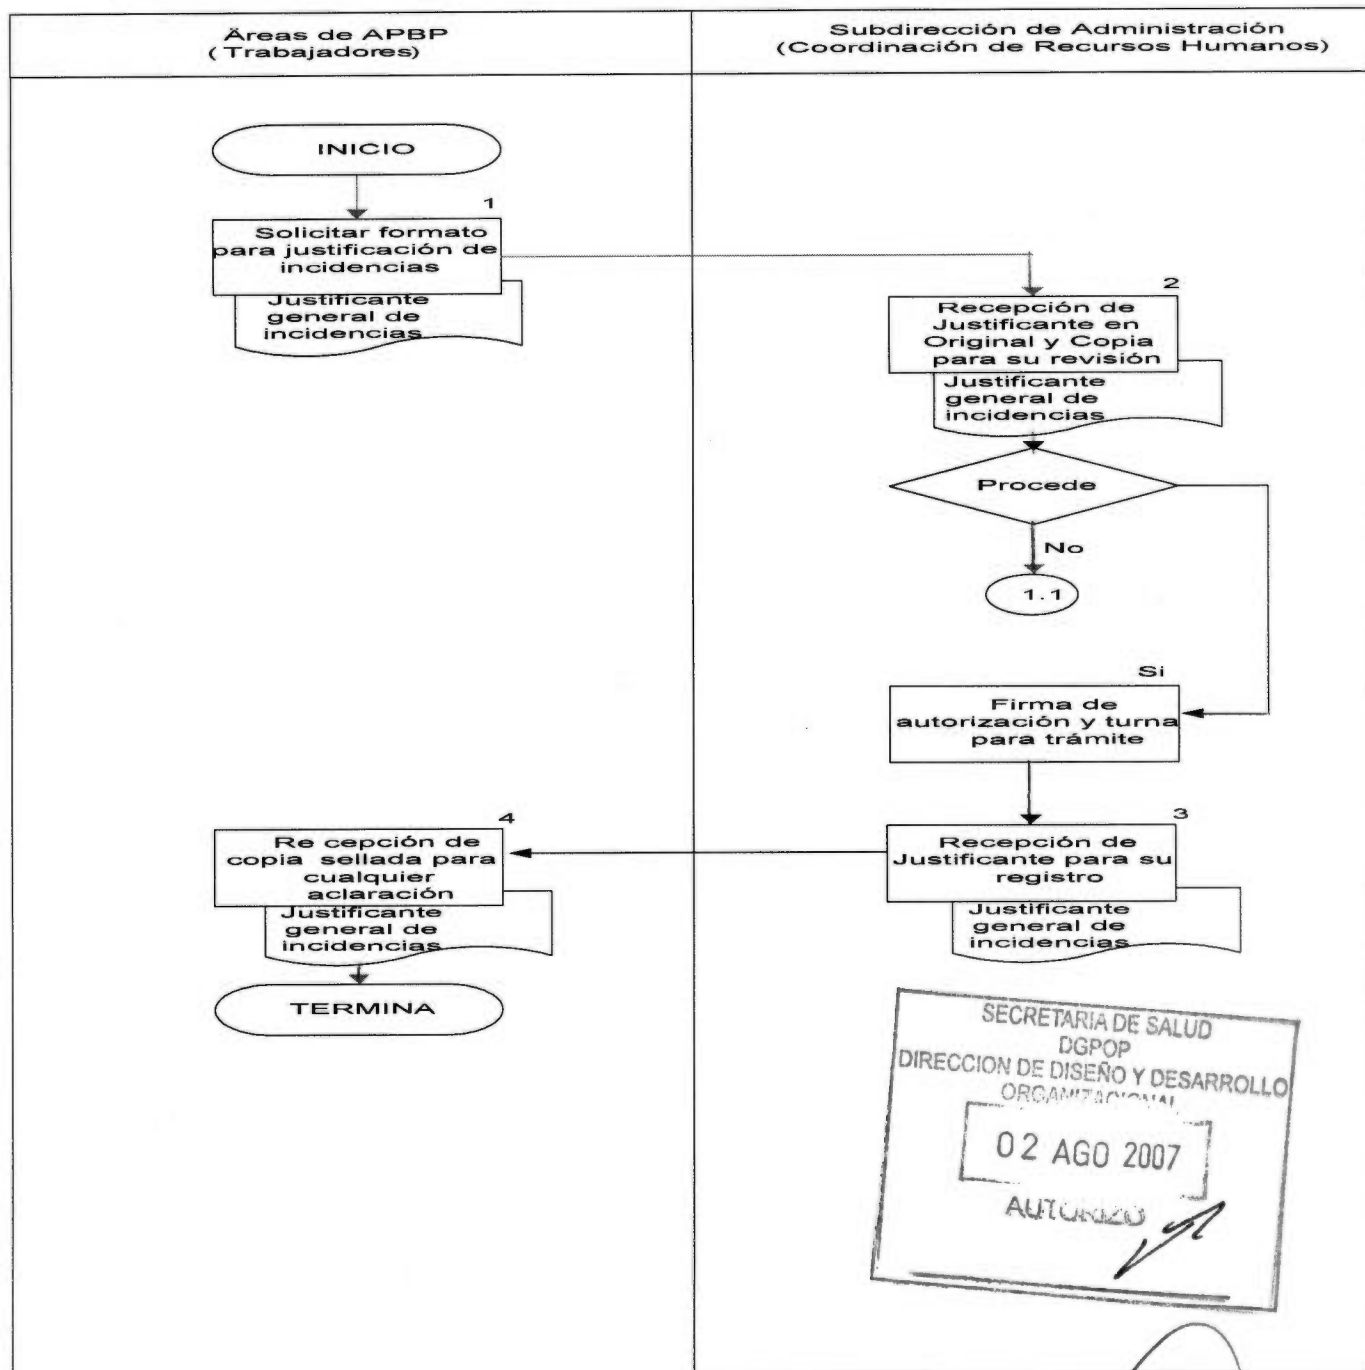 Äreas de APBP
( Trabajadores)
Subdirección de Administración
(Coordinación de Recursos Humanos)
INICIO
1
Solicitar formato
para justificación de
incidencias
Justificante
general de
incidencias
2
Recepción de
Justificante en
Original y Copia
para su revisión
Justificante
general de
incidencias
Procede
No
1.1
Si
Firma de
autorización y turna
para trámite
3
Recepción de
Justificante para su
registro
Justificante
general de
incidencias
4
Re cepción de
copia sellada para
cualquier
aclaración
Justificante
general de
incidencias
TERMINA
SECRETARIA DE SALUD
DGPOP
DIRECCION DE DISEÑO Y DESARROLLO
ORGANIZACIONAL
02 AGO 2007
AUTORIZO